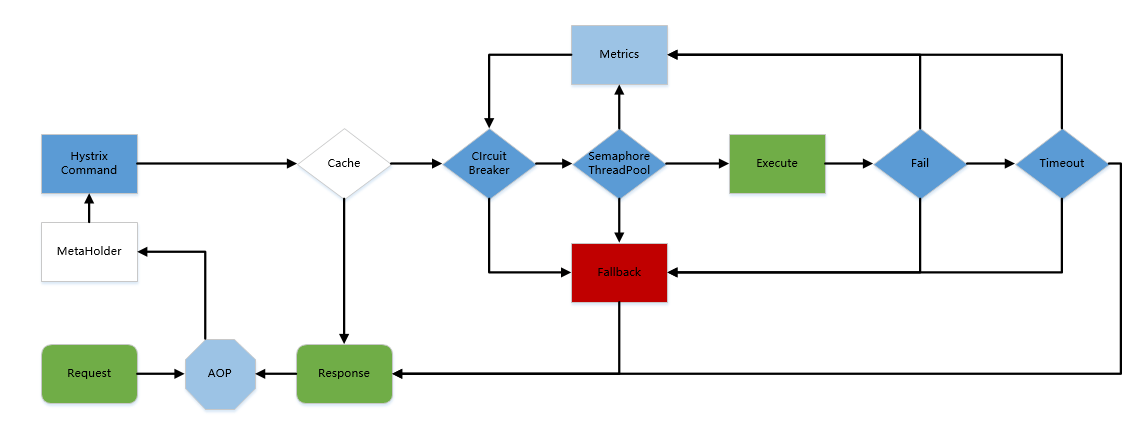 Metrics
Hystrix
Command
Cache
CIrcuit
Breaker
Semaphore
ThreadPool
Execute
Fail
Timeout
MetaHolder
Fallback
Request
AOP
Response